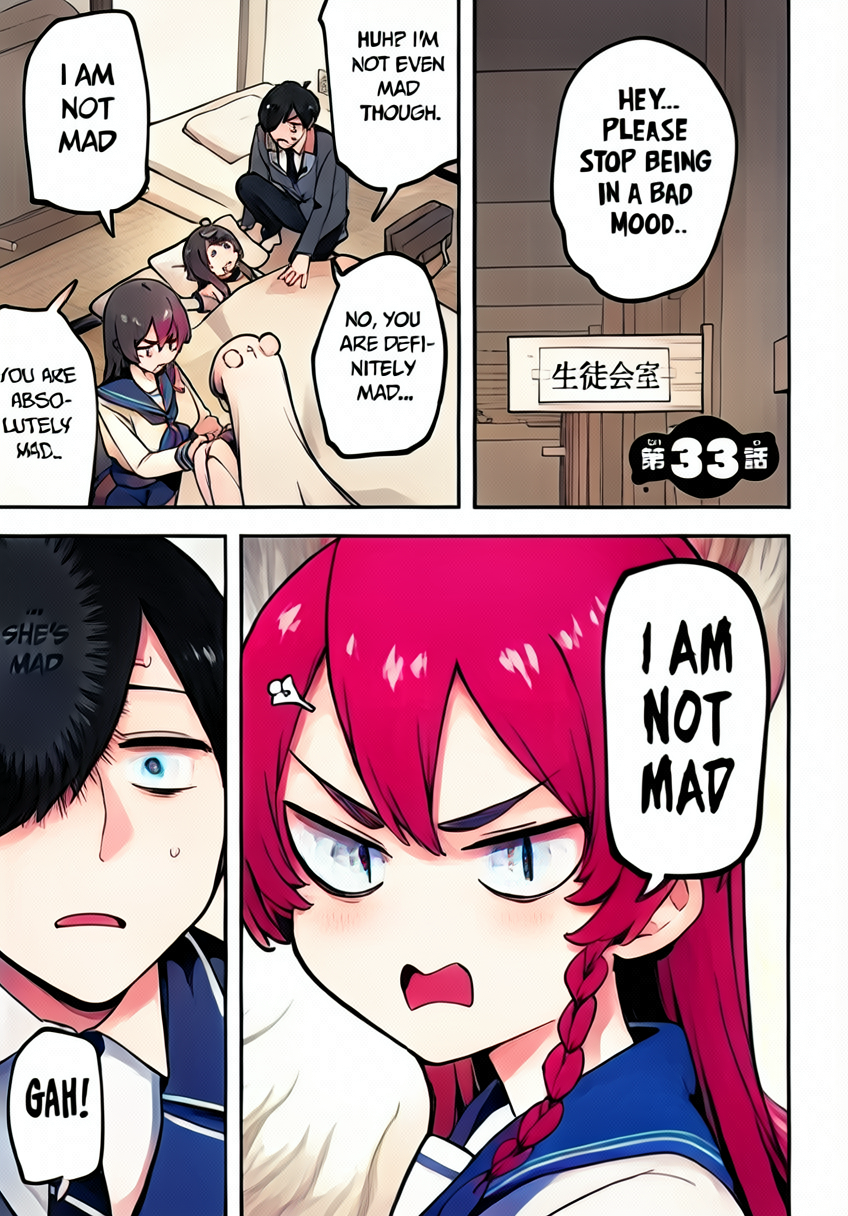 HEY...
PLEASE
STOP BEING
IN A BAD
MOOD..
生徒会室
第33話
HUH? I'M
NOT EVEN
MAD
THOUGH.
NO, YOU
ARE DEFI-
NITELY
MAD...
I AM
NOT
MAD
YOU ARE
ABSO-
LUTELY
MAD...
I AM
NOT
MAD
...
SHE'S
MAD
GAH!